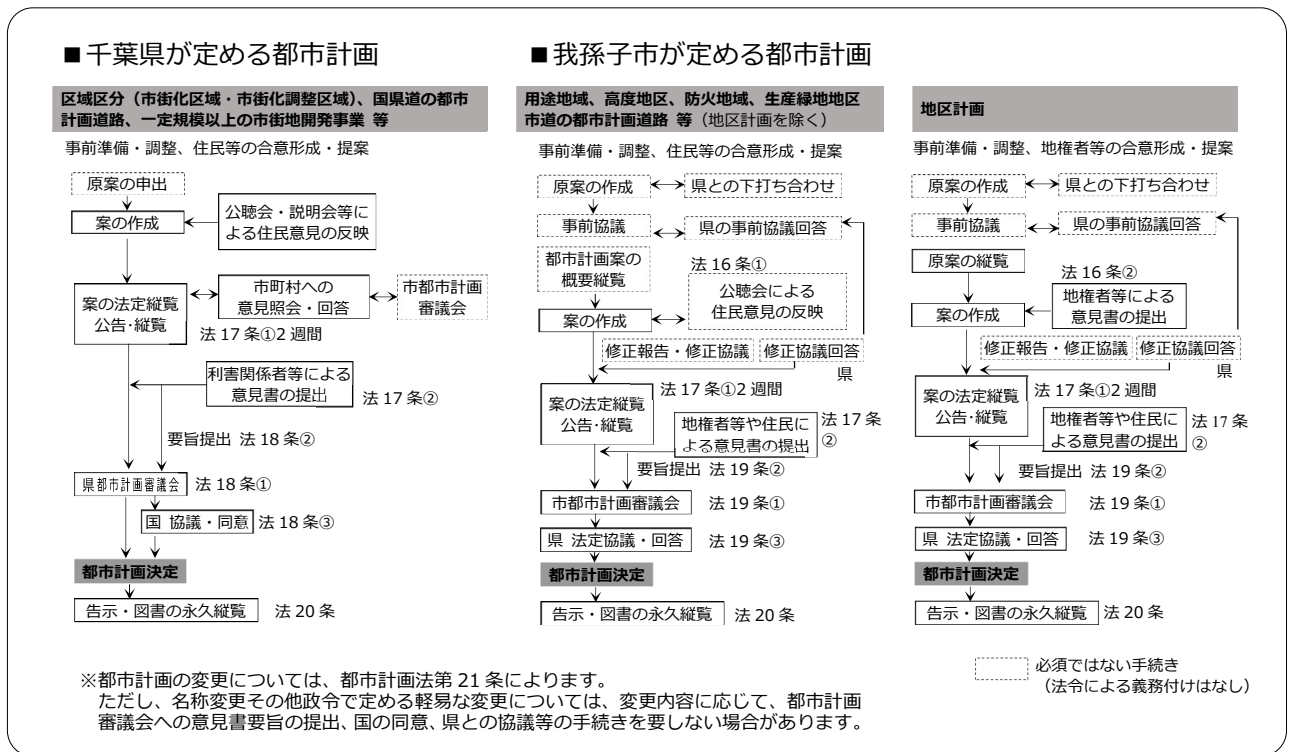 ■千葉県が定める都市計画
区域区分（市街化区域・市街化調整区域）、国県道の都市
計画道路、一定規模以上の市街地開発事業 等
事前準備・調整、住民等の合意形成・提案
原案の申出
案の作成
公聴会・説明会等に
よる住民意見の反映
案の法定縦覧
公告・縦覧
市町村への
意見照会・回答
市都市計画
審議会
法 17 条①2 週間
利害関係者等による
意見書の提出
法 17 条②
要旨提出 法 18 条②
県都市計画審議会
法 18 条①
国 協議・同意
法 18 条③
都市計画決定
告示・図書の永久縦覧
法 20 条
■我孫子市が定める都市計画
用途地域、高度地区、防火地域、生産緑地地区
市道の都市計画道路 等（地区計画を除く）
事前準備・調整、住民等の合意形成・提案
原案の作成
県との下打ち合わせ
事前協議
県の事前協議回答
都市計画案の
概要縦覧
法 16 条①
公聴会による
住民意見の反映
案の作成
修正報告・修正協議
修正協議回答
県
法 17 条①2 週間
案の法定縦覧
公告・縦覧
地権者等や住民に
よる意見書の提出
法 17 条
②
要旨提出 法 19 条②
市都市計画審議会
法 19 条①
県 法定協議・回答
法 19 条③
都市計画決定
告示・図書の永久縦覧
法 20 条
地区計画
事前準備・調整、地権者等の合意形成・提案
原案の作成
県との下打ち合わせ
事前協議
県の事前協議回答
原案の縦覧
法 16 条②
地権者等による
意見書の提出
案の作成
修正報告・修正協議
修正協議回答
県
法 17 条①2 週間
案の法定縦覧
公告・縦覧
地権者等や住民に
よる意見書の提出
法 17 条
②
要旨提出 法 19 条②
市都市計画審議会
法 19 条①
県 法定協議・回答
法 19 条③
都市計画決定
告示・図書の永久縦覧
法 20 条
必須ではない手続き
（法令による義務付けはなし）
※都市計画の変更については、都市計画法第 21 条によります。
ただし、名称変更その他政令で定める軽易な変更については、変更内容に応じて、都市計画
審議会への意見書要旨の提出、国の同意、県との協議等の手続きを要しない場合があります。